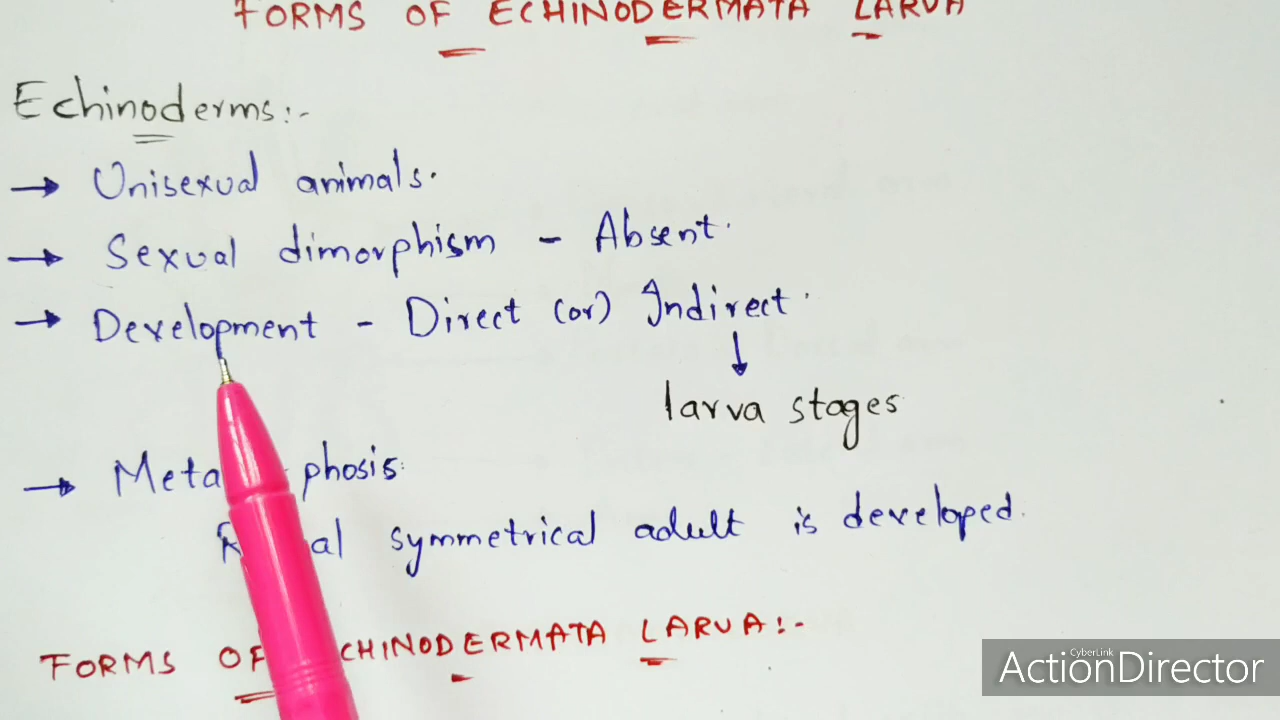 FORMS OF ECHINODERMATA LARVA
Echinoderms:-
→ Unisexual animals.
→ Sexual dimorphism - Absent.
→ Development - Direct (or) Indirect.
↓
larva stages
→ Meta phosis:
symmetrical adult is developed.
FORMS OF CHINODERMATA LARVA:-
CyberLink
ActionDirector